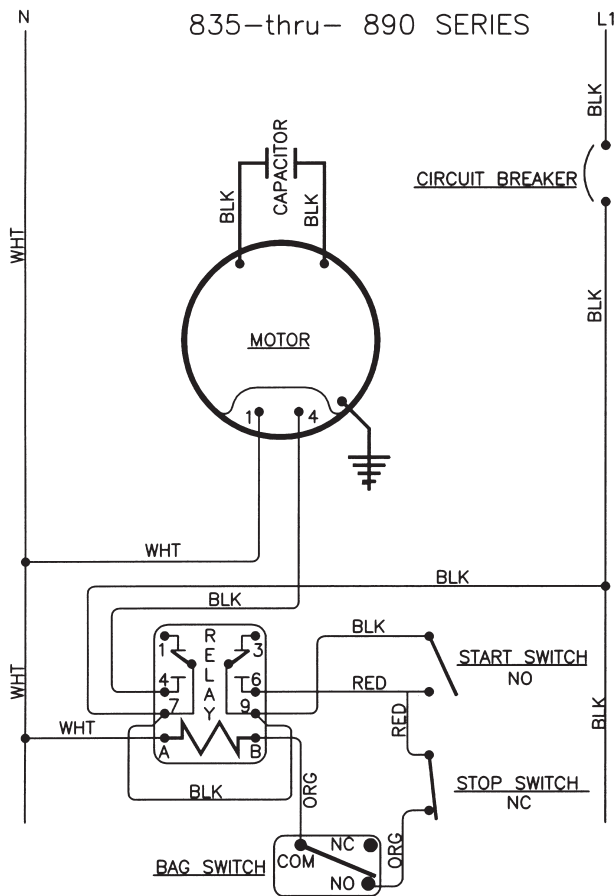 N
835-thru- 890 SERIES
L1
BLK
CAPACITOR
CIRCUIT BREAKER
BLK
BLK
WHT
BLK
MOTOR
1
4
WHT
BLK
BLK
RELAY
1
3
BLK
START SWITCH
NO
4
6
RED
WHT
7
9
RED
BLK
WHT
A
B
STOP SWITCH
NC
BLK
ORG
BAG SWITCH
COM
NC
NO
ORG